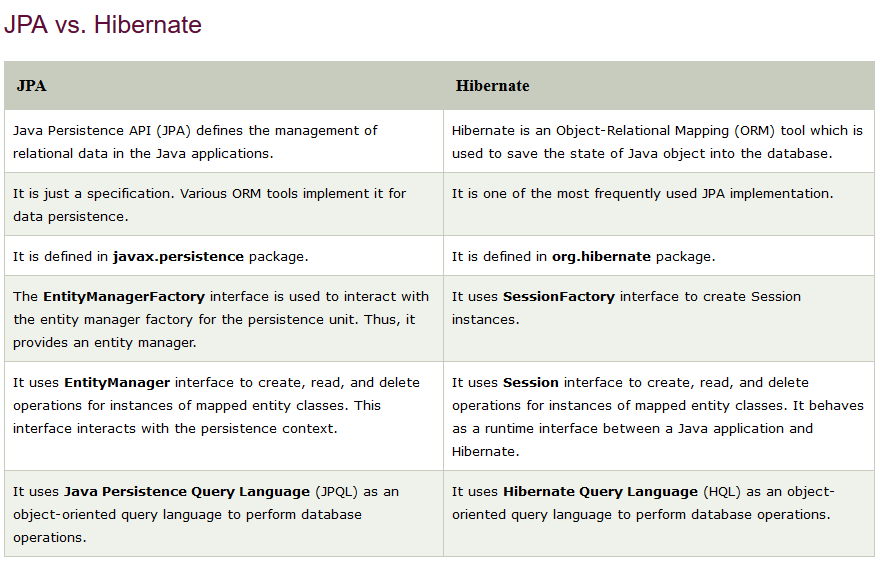 JPA vs. Hibernate
JPA
Hibernate
Java Persistence API (JPA) defines the management of
relational data in the Java applications.
Hibernate is an Object-Relational Mapping (ORM) tool which is
used to save the state of Java object into the database.
It is just a specification. Various ORM tools implement it for
data persistence.
It is one of the most frequently used JPA implementation.
It is defined in javax.persistence package.
It is defined in org.hibernate package.
The EntityManagerFactory interface is used to interact with
the entity manager factory for the persistence unit. Thus, it
provides an entity manager.
It uses SessionFactory interface to create Session
instances.
It uses EntityManager interface to create, read, and delete
operations for instances of mapped entity classes. This
interface interacts with the persistence context.
It uses Session interface to create, read, and delete
operations for instances of mapped entity classes. It behaves
as a runtime interface between a Java application and
Hibernate.
It uses Java Persistence Query Language (JPQL) as an
object-oriented query language to perform database
operations.
It uses Hibernate Query Language (HQL) as an object-
oriented query language to perform database operations.